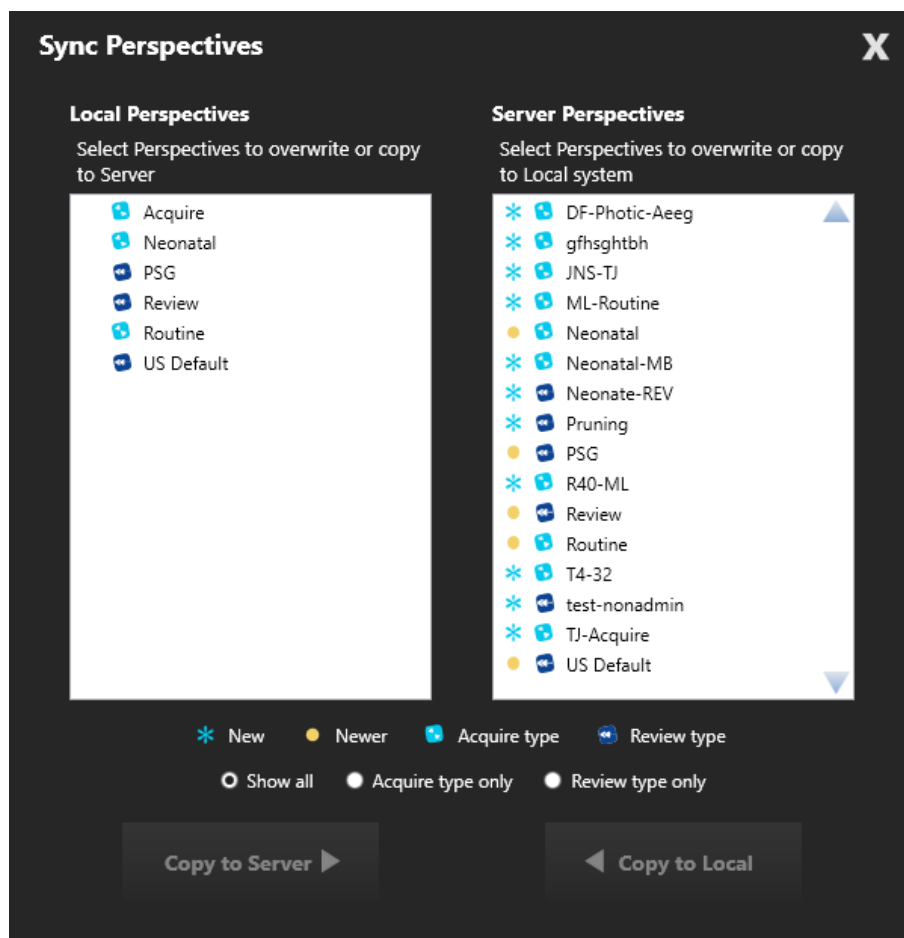 Sync Perspectives
X
Local Perspectives
Select Perspectives to overwrite or copy
to Server
Acquire
Neonatal
PSG
Review
Routine
US Default
Server Perspectives
Select Perspectives to overwrite or copy
to Local system
DF-Photic-Aeeg
gfhsghtbh
JNS-TJ
ML-Routine
Neonatal
Neonatal-MB
Neonate-REV
Pruning
PSG
R40-ML
Review
Routine
T4-32
test-nonadmin
TJ-Acquire
US Default
New Newer Acquire type Review type
Show all Acquire type only Review type only
Copy to Server
Copy to Local